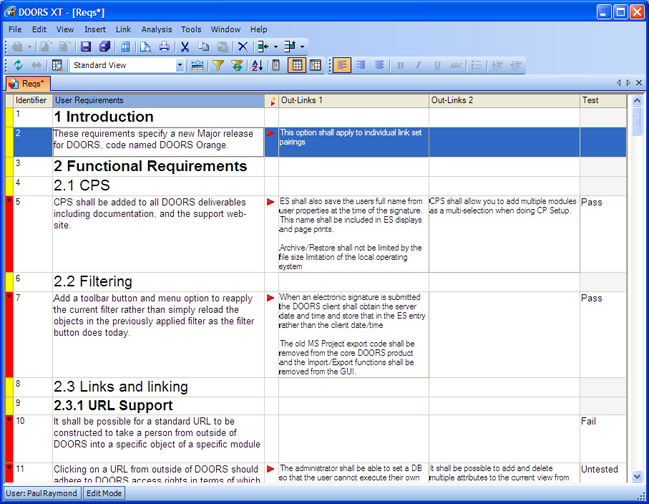 DOORS XT - [Reqs*]
File Edit View Insert Link Analysis Tools Window Help
Standard View
Reqs*
Identifier User Requirements Out-Links 1 Out-Links 2 Test
1 1 Introduction
2 These requirements specify a new Major release This option shall apply to individual link set
for DOORS, code named DOORS Orange. pairings
3 2 Functional Requirements
4 2.1 CPS
5 CPS shall be added to all DOORS deliverables ES shall also save the users full name from CPS shall allow you to add multiple modules Pass
including documentation, and the support web- user properties at the time of the signature. as a multi-selection when doing CP Setup.
site. This name shall be included in ES displays
and page prints.
Archive/Restore shall not be limited by the
file size limitation of the local operating
system
6 2.2 Filtering
7 Add a toolbar button and menu option to reapply When an electronic signature is submitted Pass
the current filter rather than simply reload the the DOORS client shall obtain the server
objects in the previously applied filter as the filter date and time and store that in the ES entry
button does today. rather than the client date/time
The old MS Project export code shall be
removed from the core DOORS product
and the Import/Export functions shall be
removed from the GUI.
8 2.3 Links and linking
9 2.3.1 URL Support
10 It shall be possible for a standard URL to be Fail
constructed to take a person from outside of
DOORS into a specific object of a specific module
11 Clicking on a URL from outside of DOORS should The administrator shall be able to set a DB It shall be possible to add and delete Untested
adhere to DOORS access rights in terms of which so that the user cannot execute their own multiple attributes to the current view from
User: Paul Raymond Edit Mode